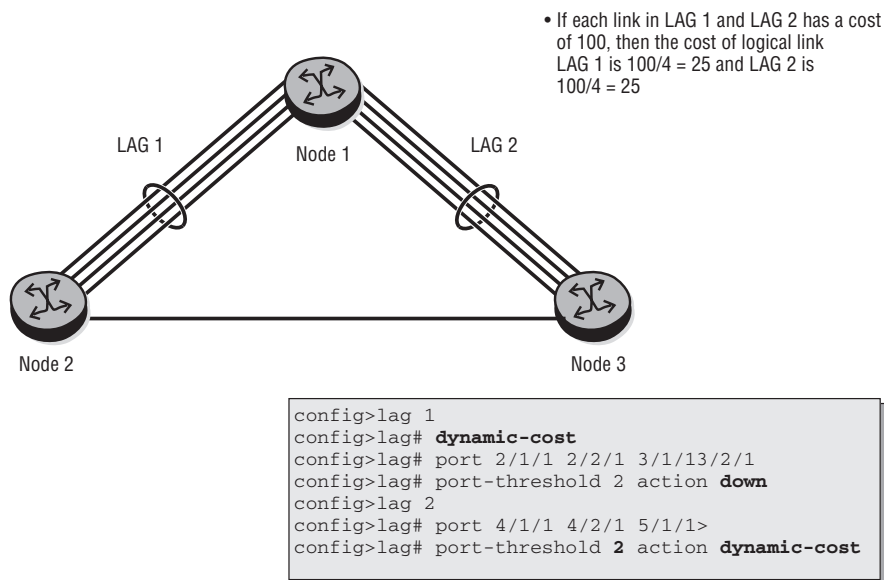 • If each link in LAG 1 and LAG 2 has a cost
of 100, then the cost of logical link
LAG 1 is 100/4 = 25 and LAG 2 is
100/4 = 25
LAG 1
Node 1
LAG 2
Node 2
Node 3
config>lag 1
config>lag# dynamic-cost
config>lag# port 2/1/1 2/2/1 3/1/13/2/1
config>lag# port-threshold 2 action down
config>lag 2
config>lag# port 4/1/1 4/2/1 5/1/1>
config>lag# port-threshold 2 action dynamic-cost